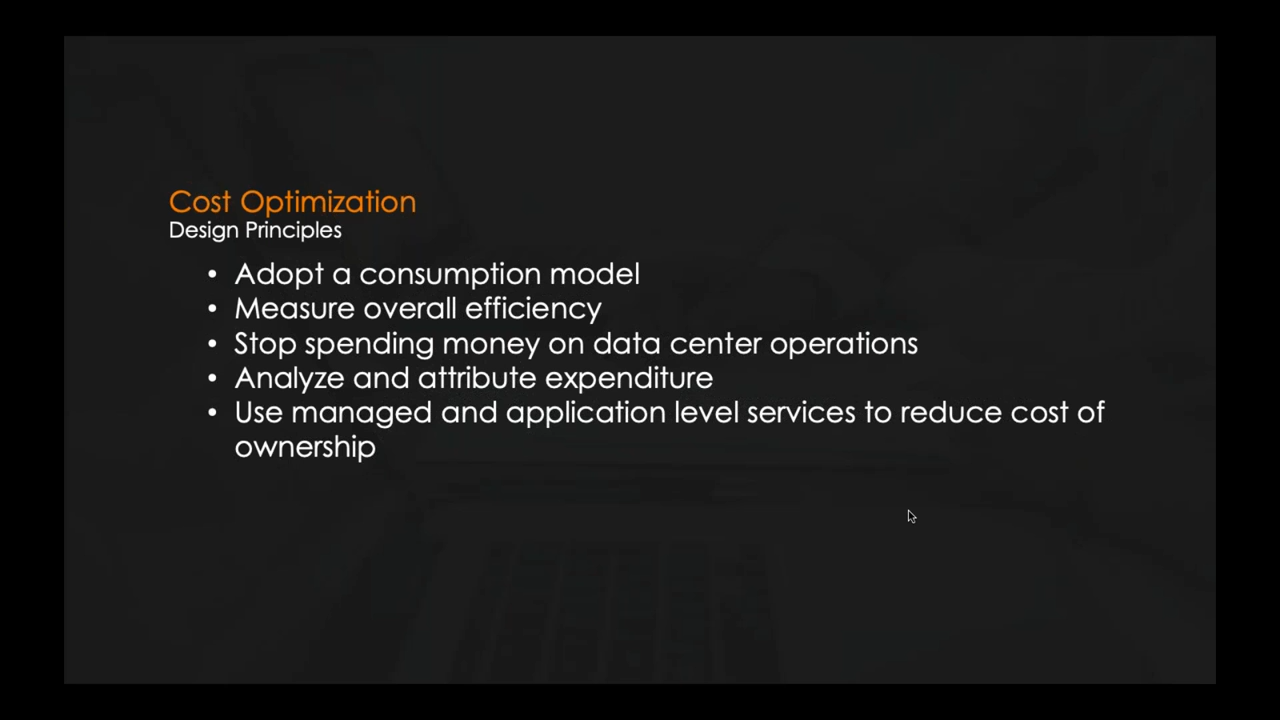 Cost Optimization
Design Principles
• Adopt a consumption model
• Measure overall efficiency
• Stop spending money on data center operations
• Analyze and attribute expenditure
• Use managed and application level services to reduce cost of
ownership